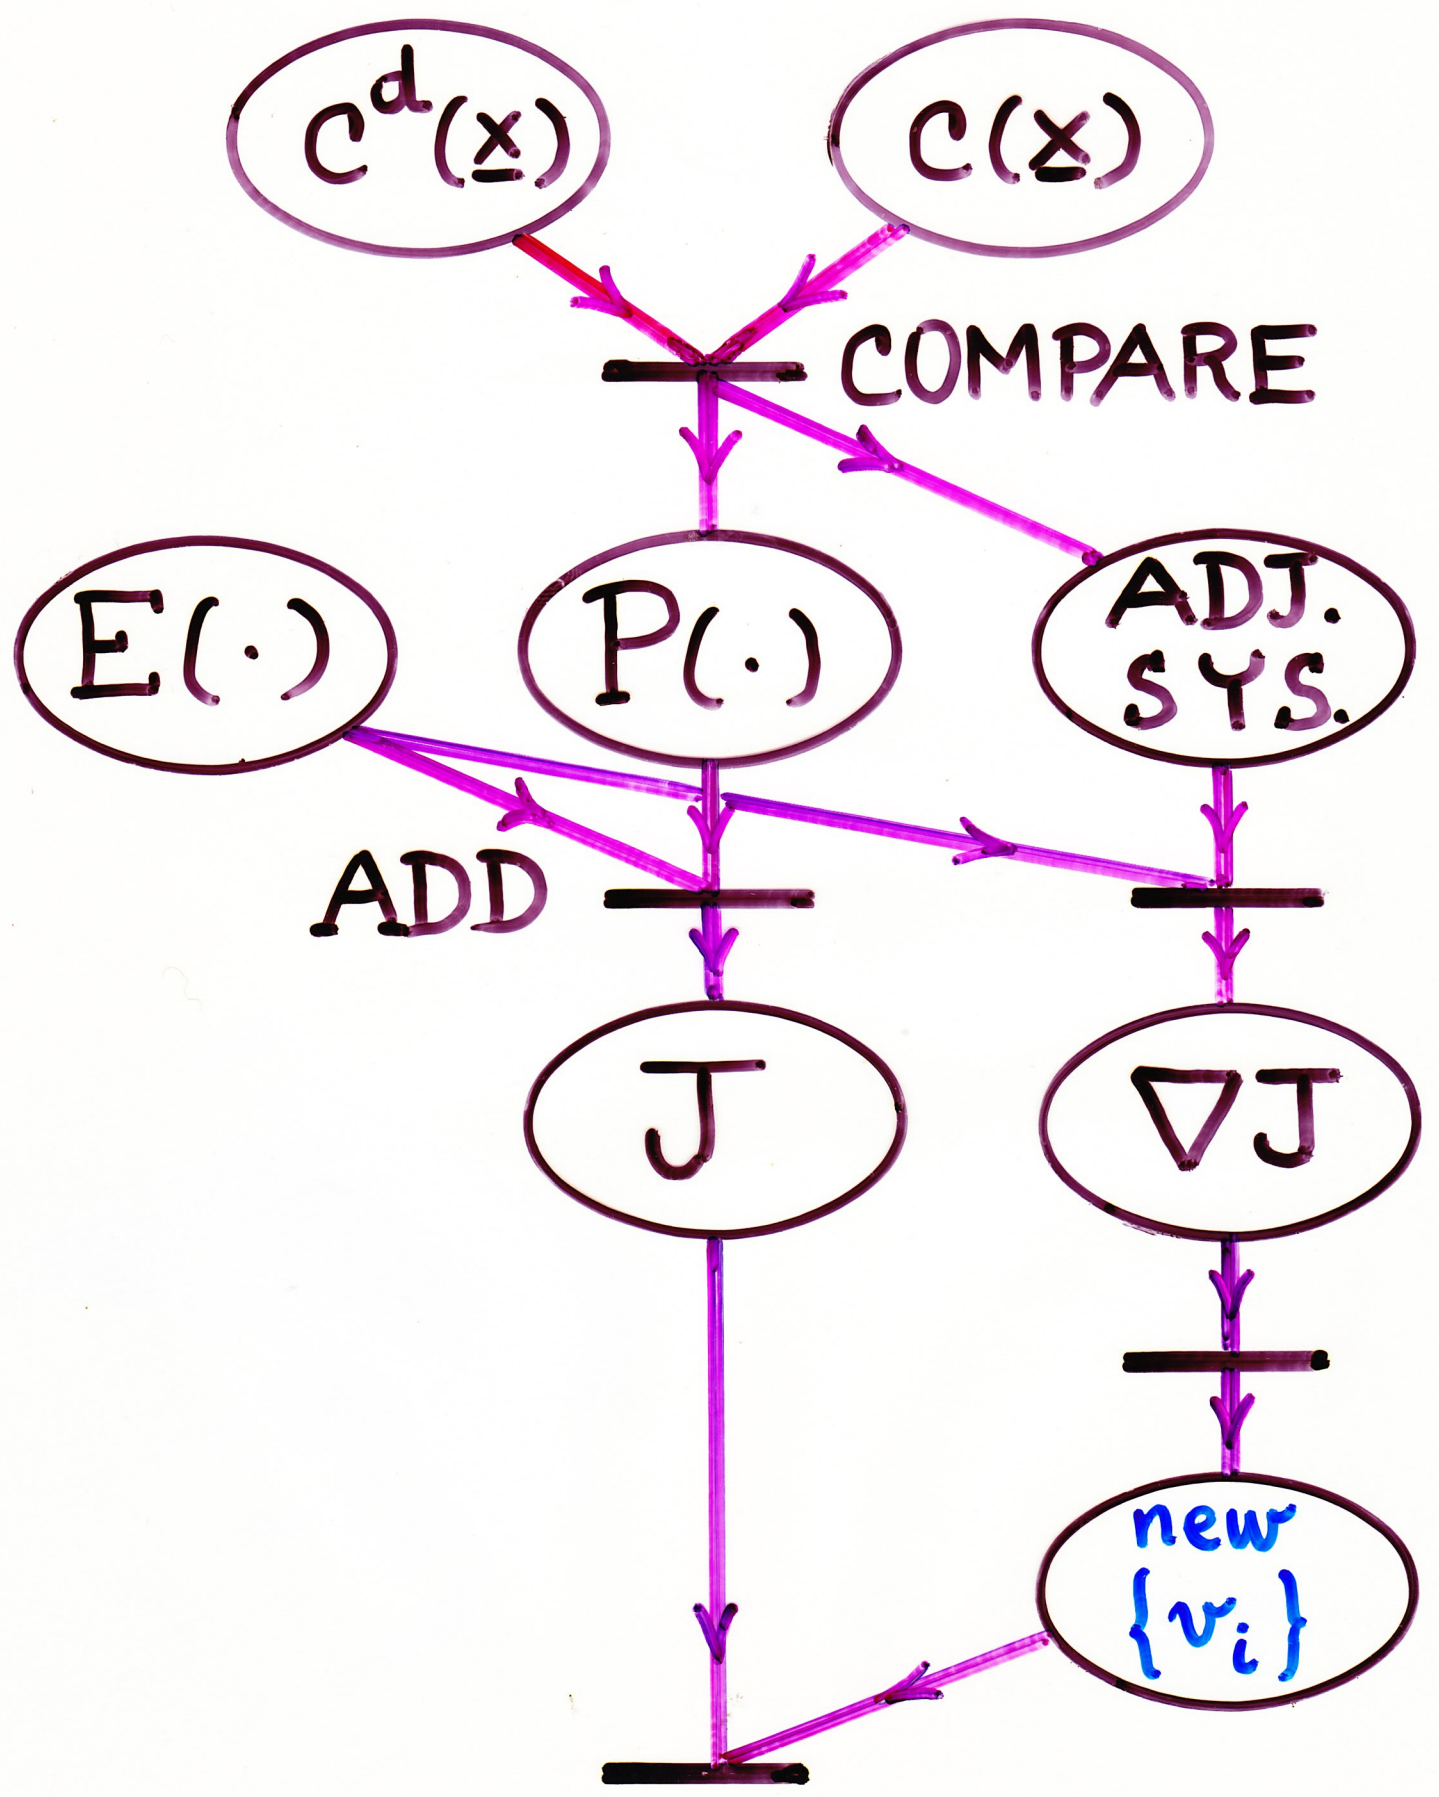 C^d(x)
C(x)
COMPARE
E(·)
P(·)
ADJ.
SYS.
ADD
J
∇J
new
{v_i}